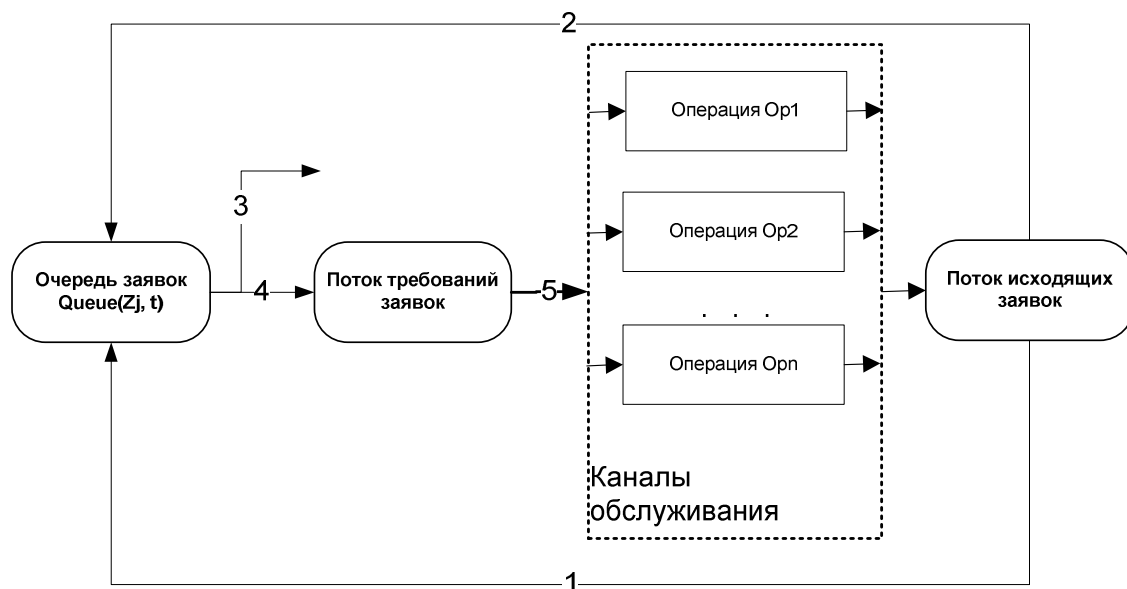 2
Операция Op1
3
Операция Op2
Очередь заявок
Queue(Zj, t)
4
Поток требований
заявок
5
Поток исходящих
заявок
. . .
Операция Opn
Каналы
обслуживания
1